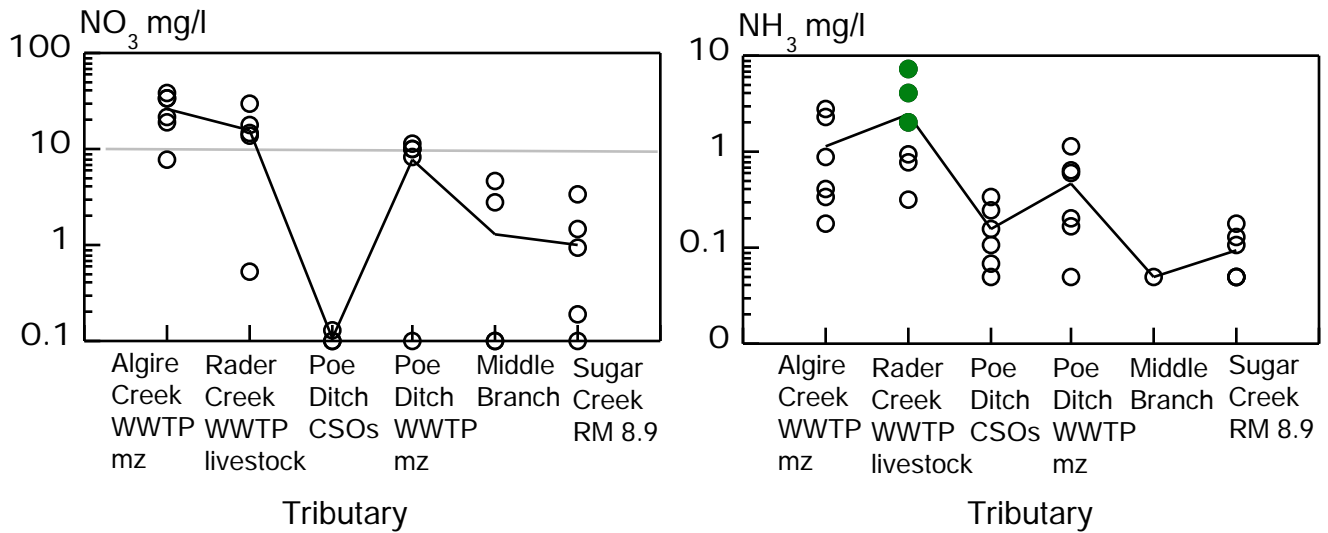 NO3 mg/l
100
10
1
0.1
Algire Creek WWTP mz
Rader Creek WWTP livestock
Poe Ditch CSOs
Poe Ditch WWTP mz
Middle Branch
Sugar Creek RM 8.9
Tributary
NH3 mg/l
10
1
0.1
0
Algire Creek WWTP mz
Rader Creek WWTP livestock
Poe Ditch CSOs
Poe Ditch WWTP mz
Middle Branch
Sugar Creek RM 8.9
Tributary